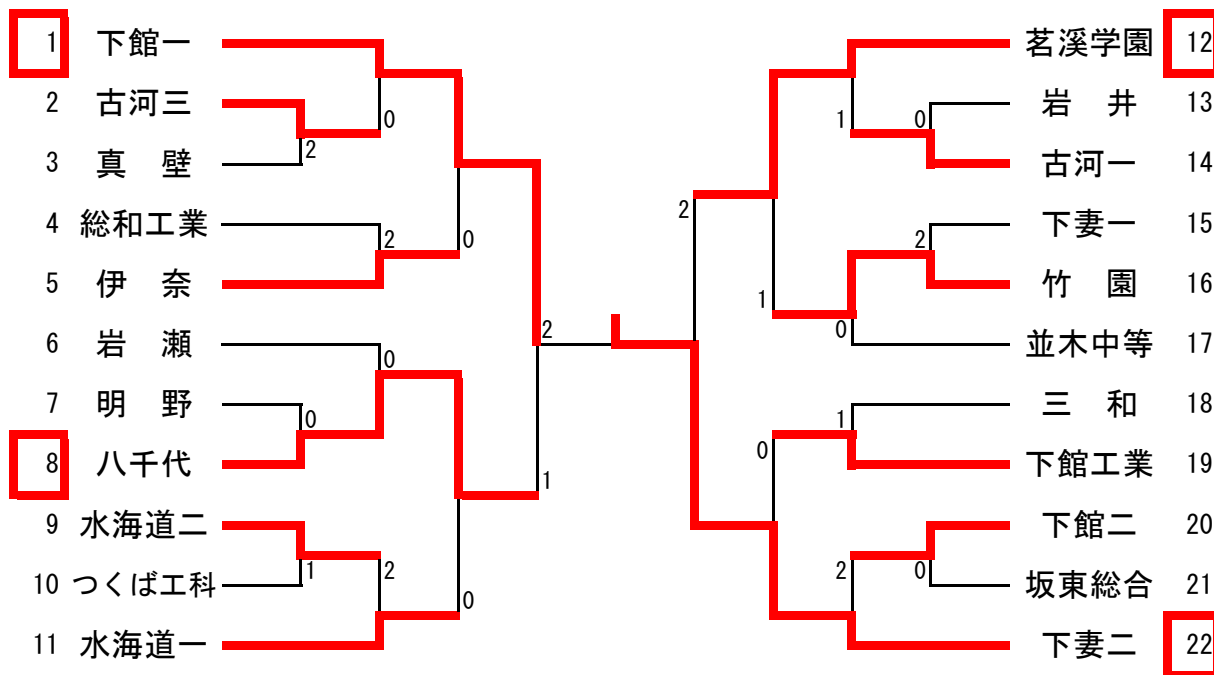 1 下館一
2 古河三
3 真　壁
4 総和工業
5 伊　奈
6 岩　瀬
7 明　野
8 八千代
9 水海道二
10 つくば工科
11 水海道一
0
2
2
0
0
0
1
2
0
2
1
茗溪学園 12
岩　井 13
古河一 14
下妻一 15
竹　園 16
並木中等 17
三　和 18
下館工業 19
下館二 20
坂東総合 21
下妻二 22
1
0
2
2
1
0
1
0
2
0